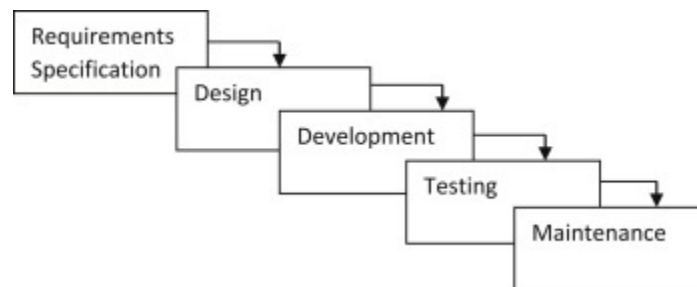 Requirements
Specification
Design
Development
Testing
Maintenance